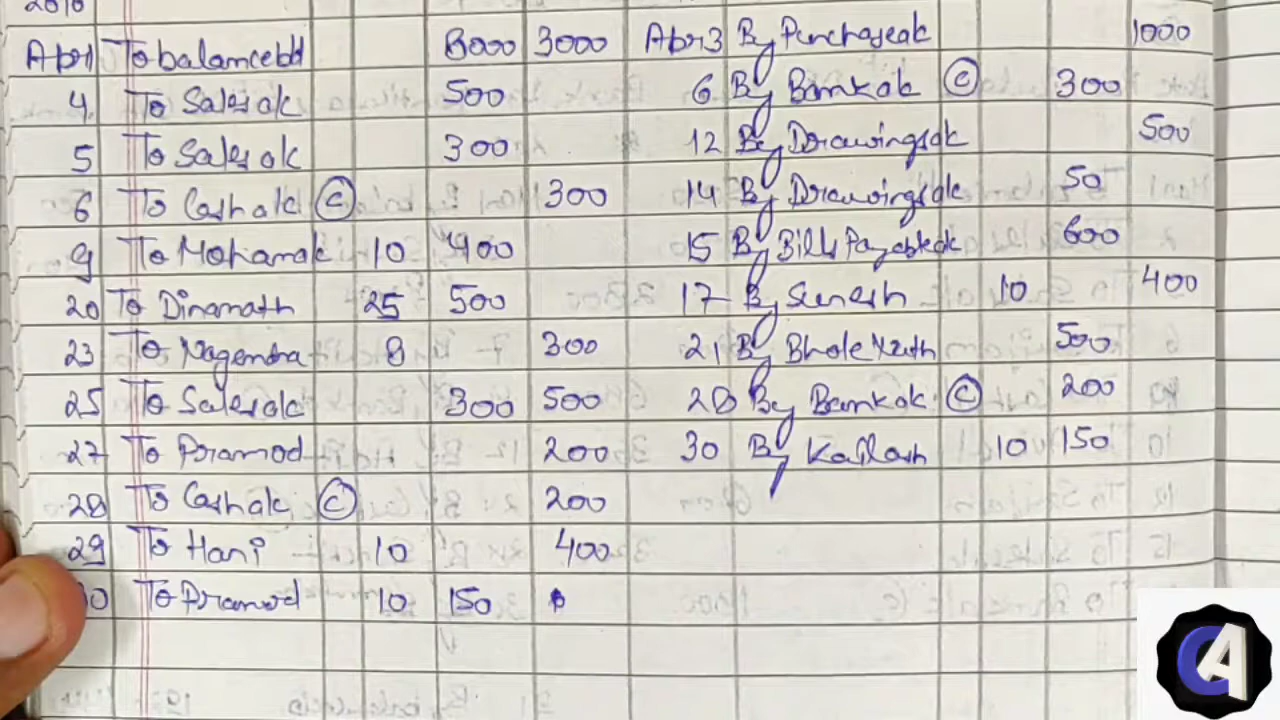 2010
Apr1 To balance b/d 8000 3000 Apr 3 By Purchase a/c 1000
4 To Sales a/c 500 6 By Bank a/c C 300
5 To Sales a/c 300 12 By Drawings a/c 500
6 To Cash a/c C 300 14 By Drawings a/c 50
9 To Mohan a/c 10 400 15 By Bills Payable a/c 600
20 To Dinanath 25 500 17 By Suresh 10 400
23 To Nagendra 8 300 21 By Bhole Nath 500
25 To Sales a/c 300 500 28 By Bank a/c C 200
27 To Pramod 200 30 By Kailash 10 150
28 To Cash a/c C 200
29 To Hari 10 400
30 To Pramod 10 150
CA